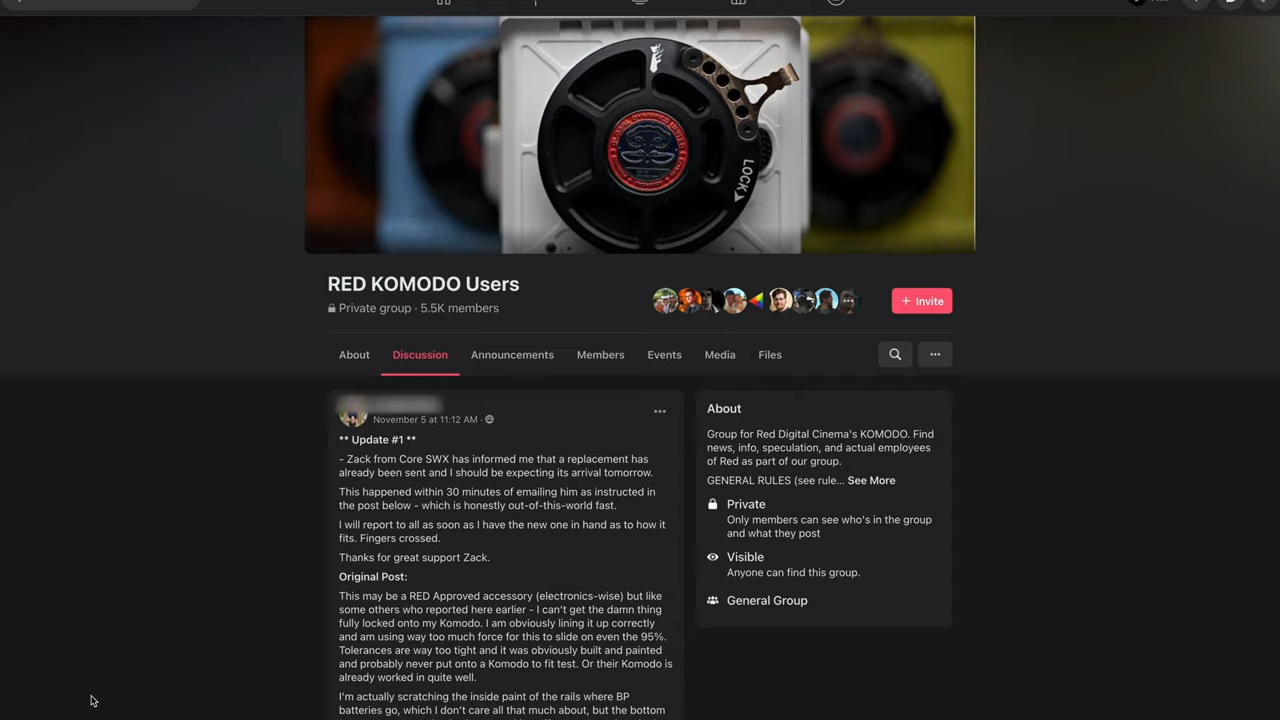 LOCK
RED KOMODO Users
Private group · 5.5K members
+ Invite
About
Discussion
Announcements
Members
Events
Media
Files
November 5 at 11:12 AM ·
** Update #1 **
- Zack from Core SWX has informed me that a replacement has
already been sent and I should be expecting its arrival tomorrow.
This happened within 30 minutes of emailing him as instructed in
the post below - which is honestly out-of-this-world fast.
I will report to all as soon as I have the new one in hand as to how it
fits. Fingers crossed.
Thanks for great support Zack.
Original Post:
This may be a RED Approved accessory (electronics-wise) but like
some others who reported here earlier - I can't get the damn thing
fully locked onto my Komodo. I am obviously lining it up correctly
and am using way too much force for this to slide on even the 95%.
Tolerances are way too tight and it was obviously built and painted
and probably never put onto a Komodo to fit test. Or their Komodo is
already worked in quite well.
I'm actually scratching the inside paint of the rails where BP
batteries go, which I don't care all that much about, but the bottom
About
Group for Red Digital Cinema's KOMODO. Find
news, info, speculation, and actual employees
of Red as part of our group.
GENERAL RULES (see rule... See More
Private
Only members can see who's in the group
and what they post
Visible
Anyone can find this group.
General Group